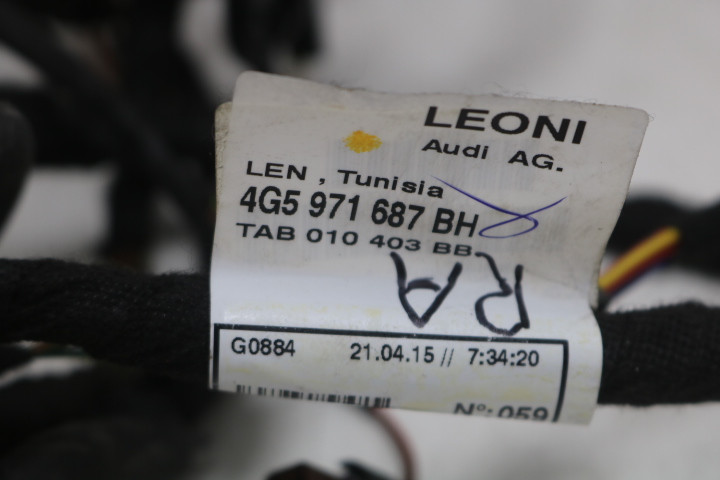 LEONI
Audi AG.
LEN , Tunisia
4G5 971 687 BH
TAB 010 403 BB
RA
G0884 21.04.15 // 7:34:20
Nº: 059